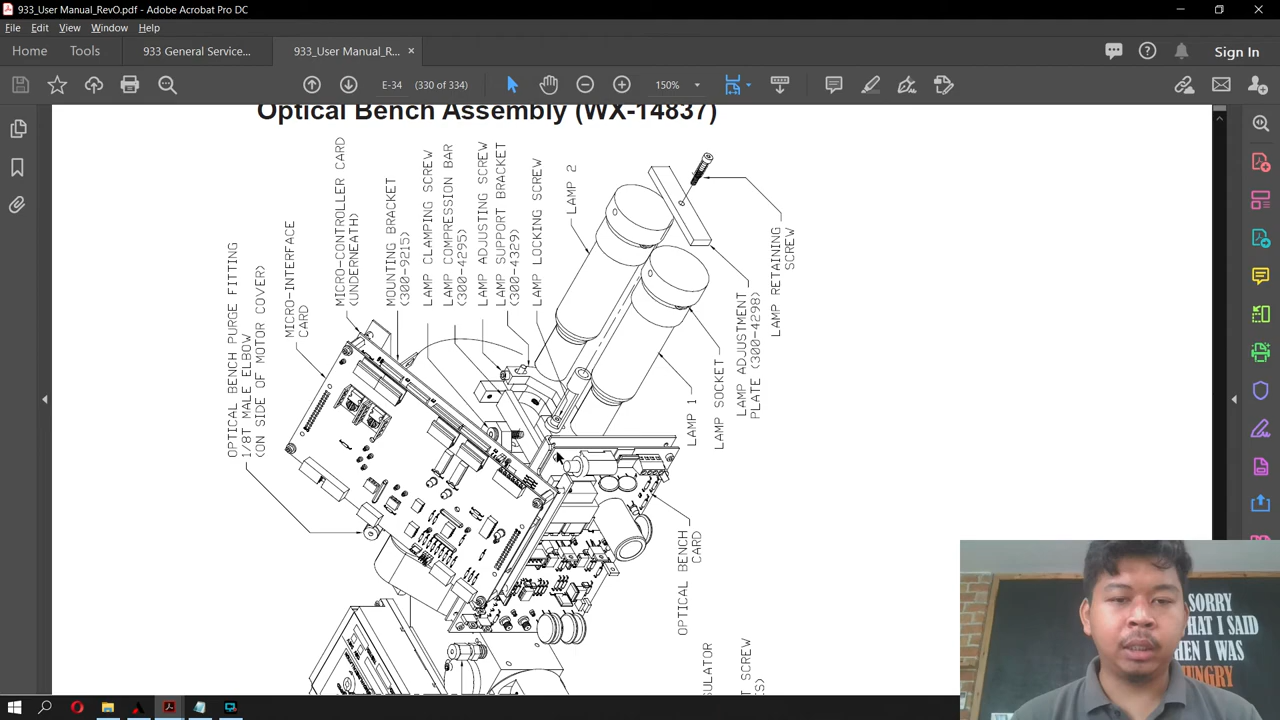 933_User Manual_RevO.pdf - Adobe Acrobat Pro DC
File Edit View Window Help
Home Tools 933 General Service... 933_User Manual_R...
Sign In
E-34 (330 of 334)
150%
Optical Bench Assembly (WX-14837)
OPTICAL BENCH PURGE FITTING
1/8T MALE ELBOW
(ON SIDE OF MOTOR COVER)
MICRO-INTERFACE
CARD
MICRO-CONTROLLER CARD
(UNDERNEATH)
MOUNTING BRACKET
(300-9215)
LAMP CLAMPING SCREW
LAMP COMPRESSION BAR
(300-4295)
LAMP ADJUSTING SCREW
LAMP SUPPORT BRACKET
(300-4329)
LAMP LOCKING SCREW
LAMP 2
LAMP RETAINING
SCREW
LAMP ADJUSTMENT
PLATE (300-4298)
LAMP SOCKET
LAMP 1
OPTICAL BENCH
CARD
SULATOR
T SCREW
SORRY
HAT I SAID
HEN I WAS
HUNGRY